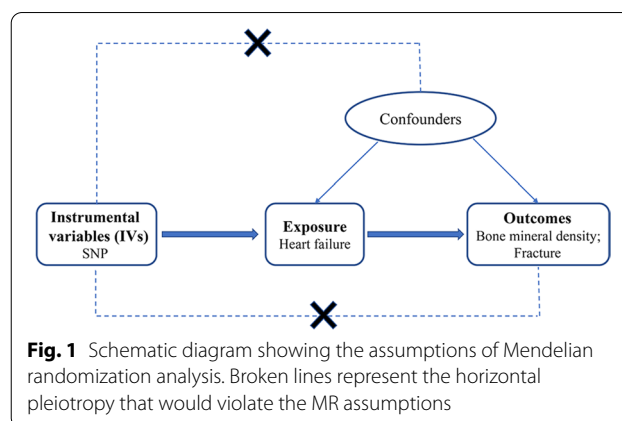 Confounders
Instrumental
variables (IVs)
SNP
Exposure
Heart failure
Outcomes
Bone mineral density;
Fracture
Fig. 1 Schematic diagram showing the assumptions of Mendelian
randomization analysis. Broken lines represent the horizontal
pleiotropy that would violate the MR assumptions